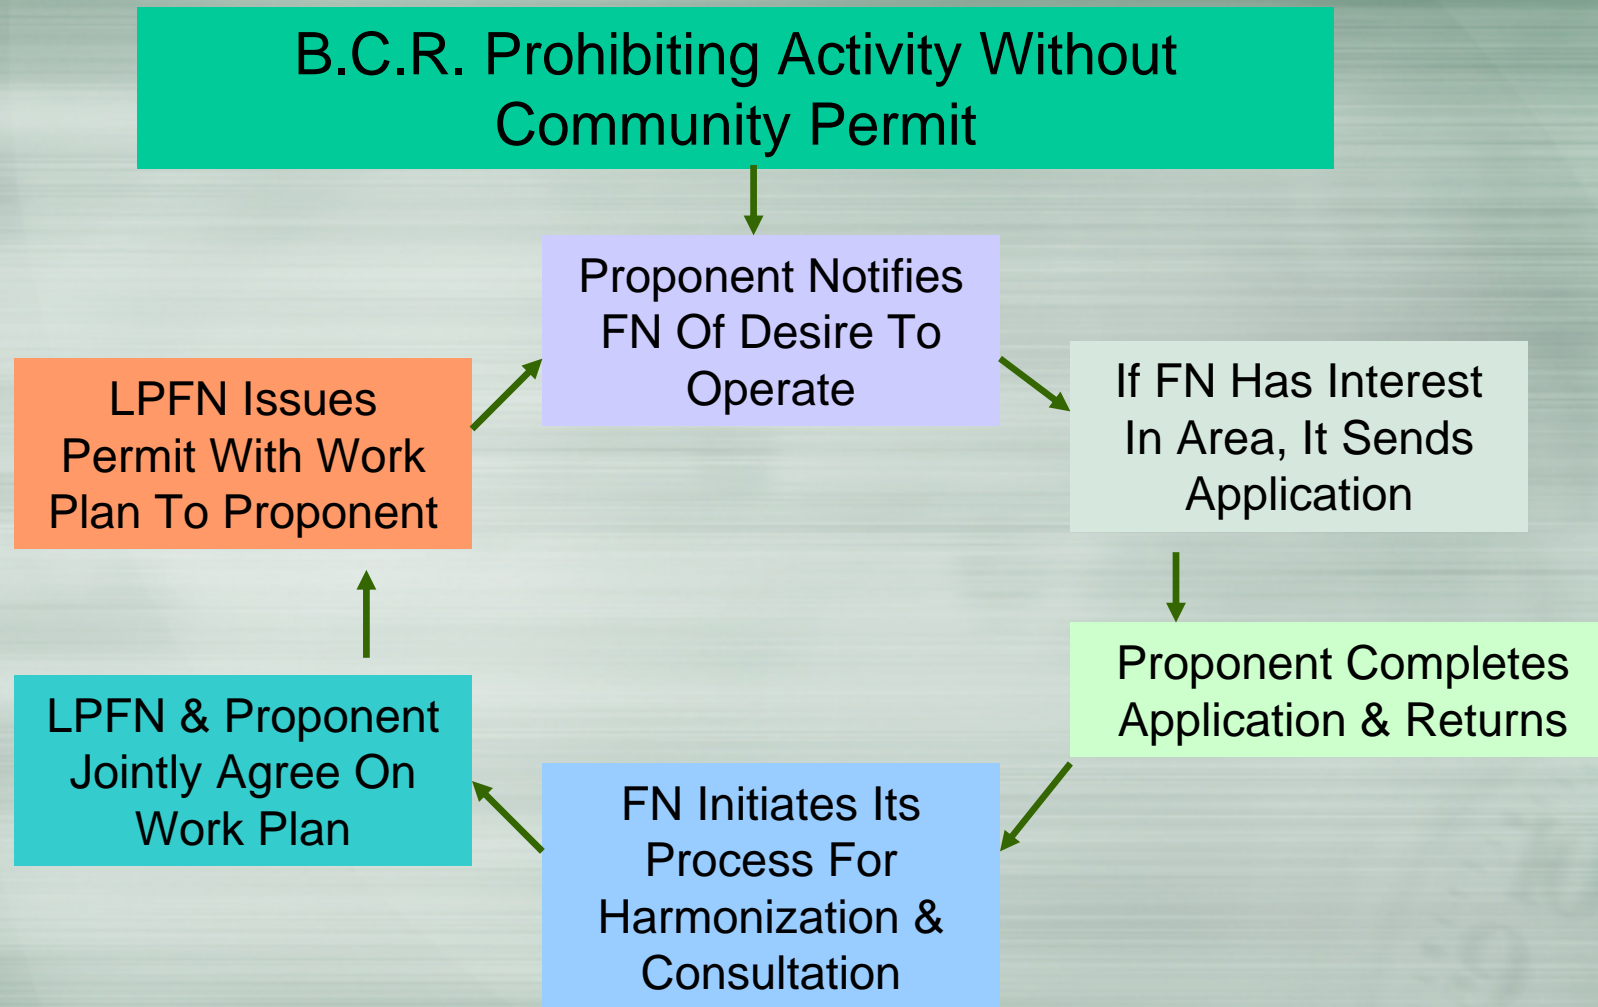 B.C.R. Prohibiting Activity Without
Community Permit
Proponent Notifies
FN Of Desire To
Operate
If FN Has Interest
In Area, It Sends
Application
Proponent Completes
Application & Returns
FN Initiates Its
Process For
Harmonization &
Consultation
LPFN & Proponent
Jointly Agree On
Work Plan
LPFN Issues
Permit With Work
Plan To Proponent